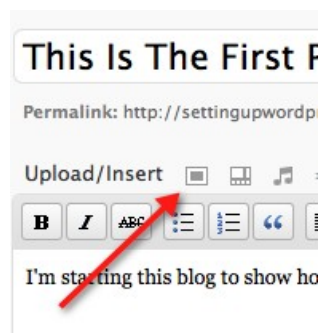 This Is The First P
Permalink: http://settingupwordpr
Upload/Insert
B I ABC
I'm starting this blog to show ho